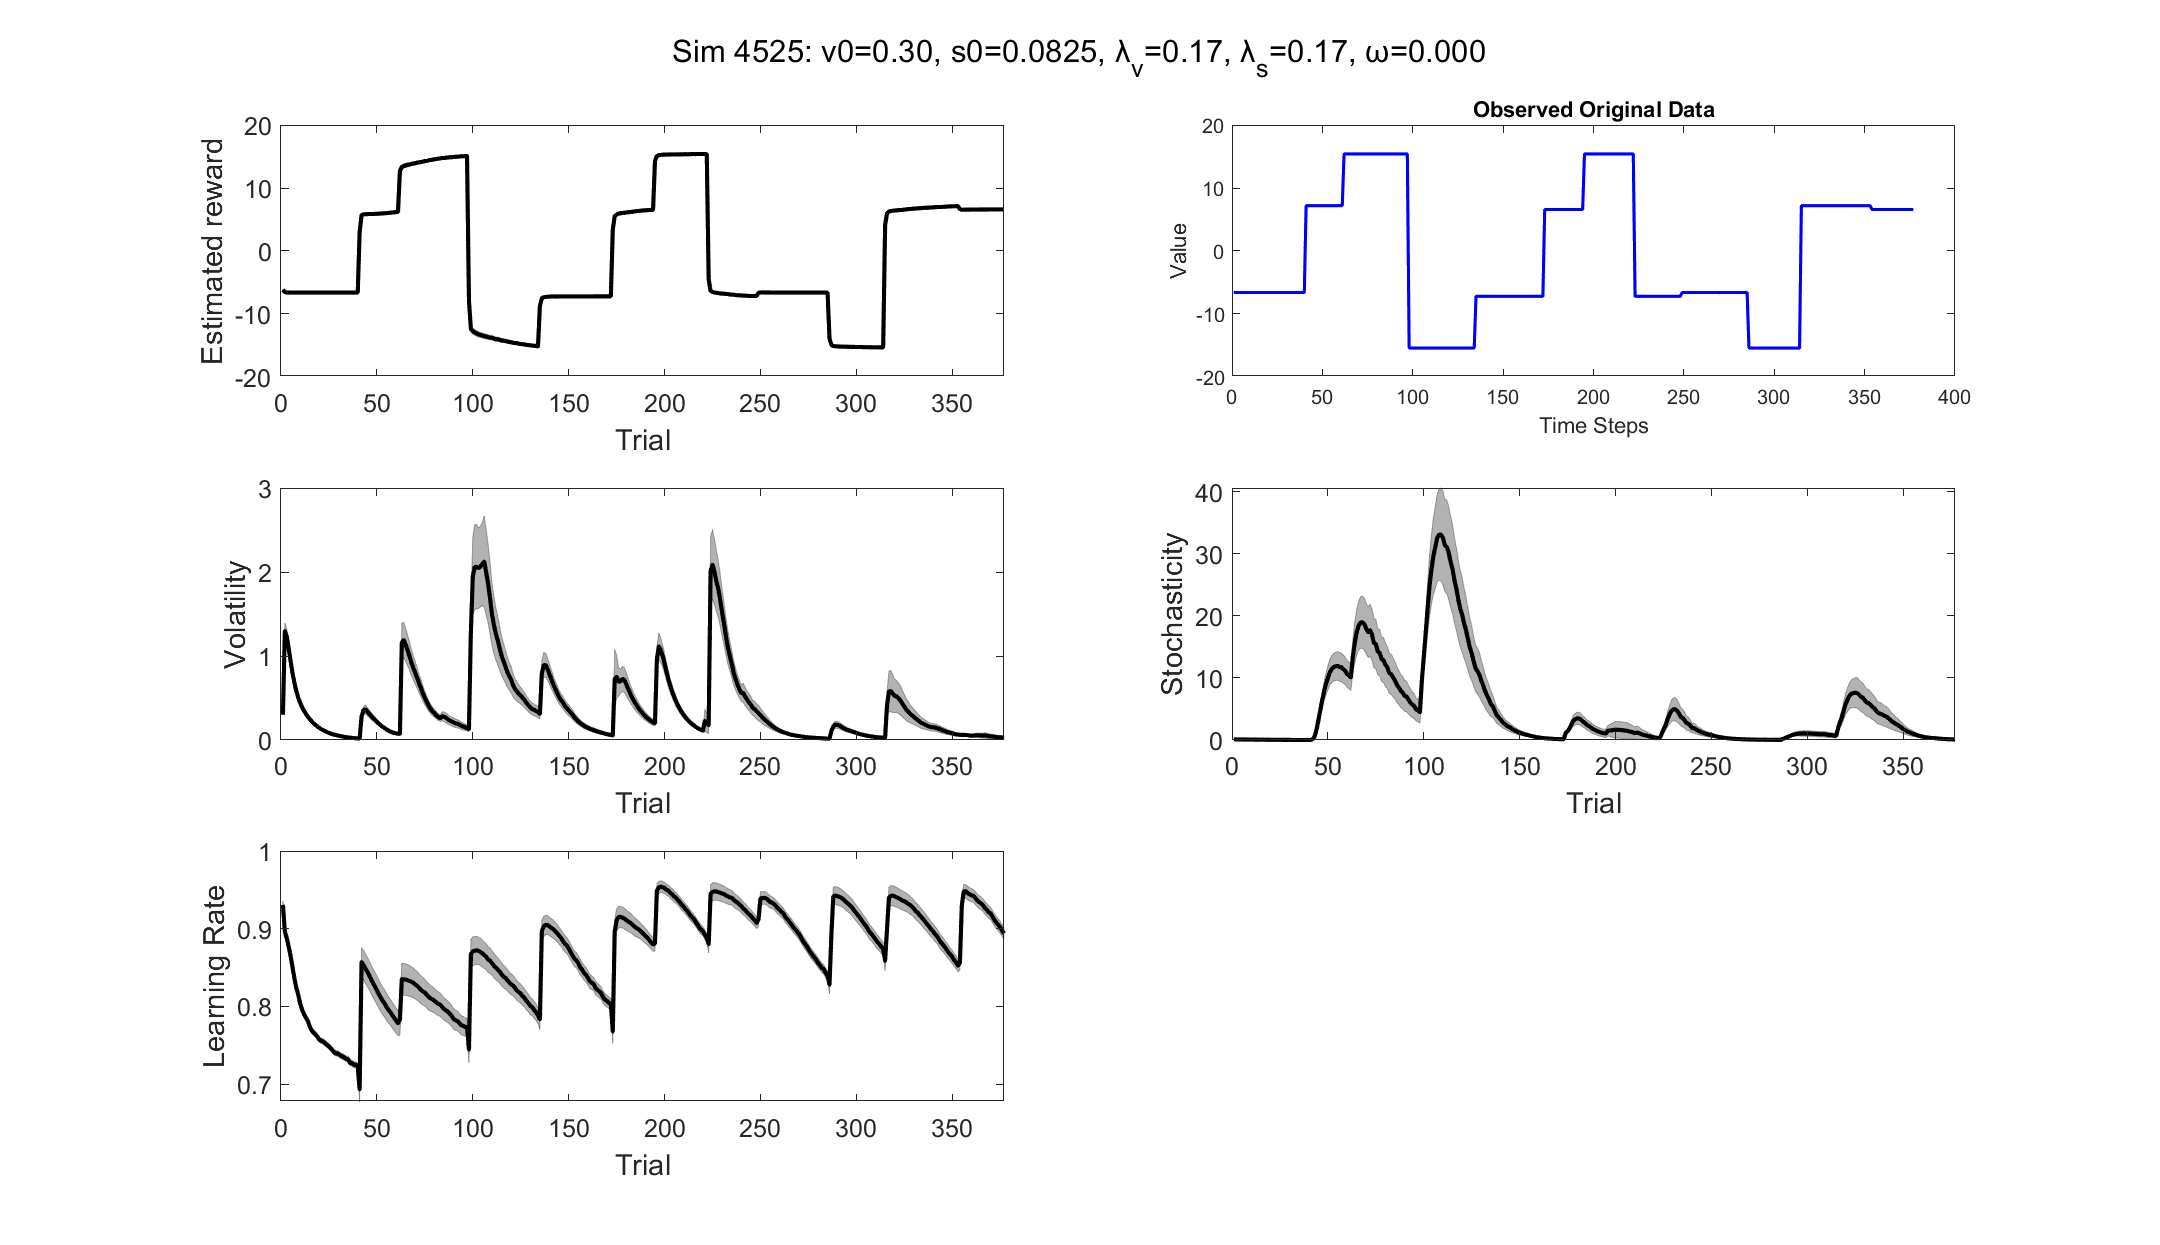 Sim 4525: v0=0.30, s0=0.0825, λv=0.17, λs=0.17, ω=0.000
20
10
0
-10
-20
Estimated reward
0 50 100 150 200 250 300 350
Trial
Observed Original Data
20
10
0
-10
-20
Value
0 50 100 150 200 250 300 350 400
Time Steps
3
2
1
0
Volatility
0 50 100 150 200 250 300 350
Trial
40
30
20
10
0
Stochasticity
0 50 100 150 200 250 300 350
Trial
1
0.9
0.8
0.7
Learning Rate
0 50 100 150 200 250 300 350
Trial